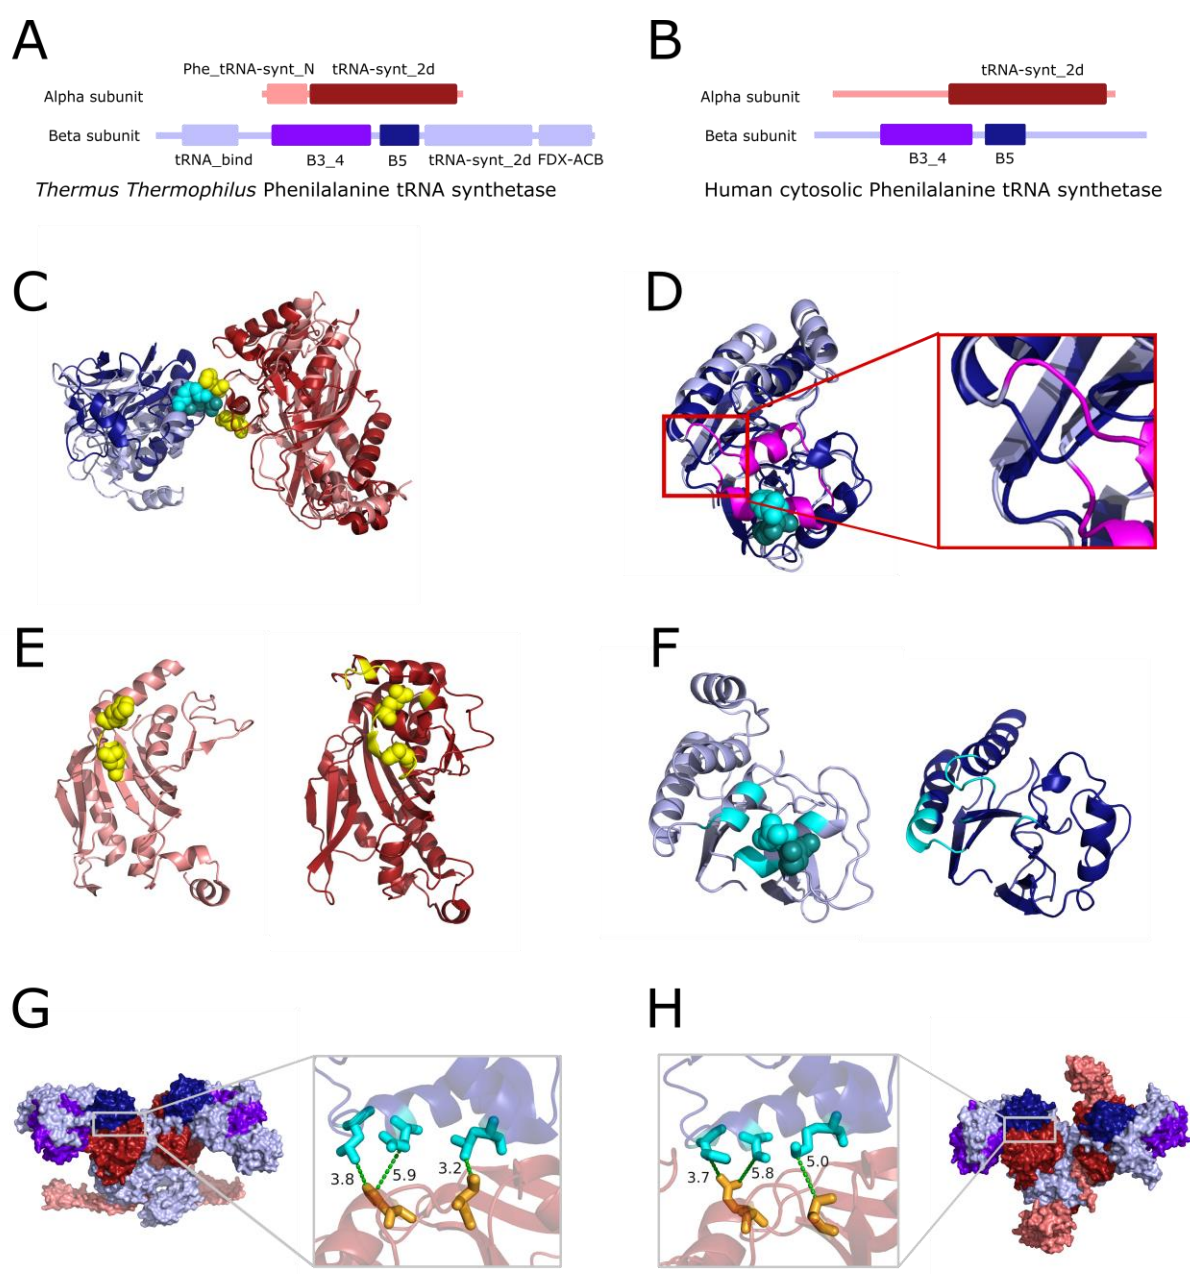 A
Phe_tRNA-synt_N tRNA-synt_2d
Alpha subunit
Beta subunit
tRNA_bind B3_4 B5 tRNA-synt_2d FDX-ACB
Thermus Thermophilus Phenilalanine tRNA synthetase
B
tRNA-synt_2d
Alpha subunit
Beta subunit
B3_4 B5
Human cytosolic Phenilalanine tRNA synthetase
C
D
E
F
G
3.8 5.9 3.2
H
3.7 5.8 5.0